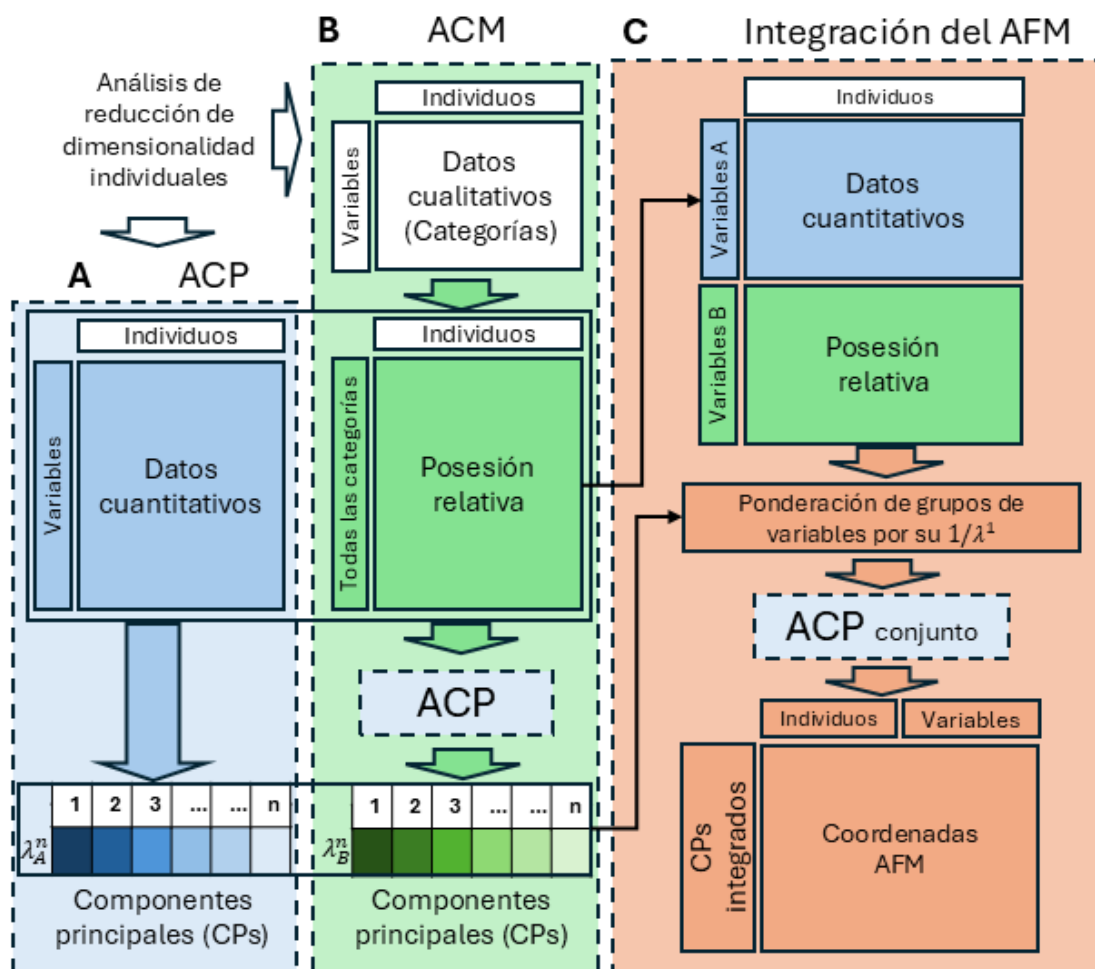 Análisis de
reducción de
dimensionalidad
individuales
A ACP
Individuos
Variables
Datos
cuantitativos
λ_A^n
1 2 3 ... ... n
Componentes
principales (CPs)
B ACM
Individuos
Variables
Datos
cualitativos
(Categorías)
Individuos
Todas las categorías
Posesión
relativa
ACP
λ_B^n
1 2 3 ... ... n
Componentes
principales (CPs)
C Integración del AFM
Individuos
Variables A
Datos
cuantitativos
Variables B
Posesión
relativa
Ponderación de grupos de
variables por su 1/λ¹
ACP conjunto
Individuos Variables
CPs
integrados
Coordenadas
AFM